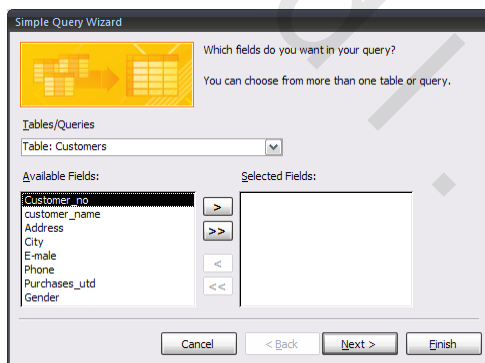 Simple Query Wizard
Which fields do you want in your query?
You can choose from more than one table or query.
Tables/Queries
Table: Customers
Available Fields:
Selected Fields:
Customer_no
customer_name
Address
City
E-male
Phone
Purchases_utd
Gender
>
>>
<
<<
Cancel
< Back
Next >
Finish